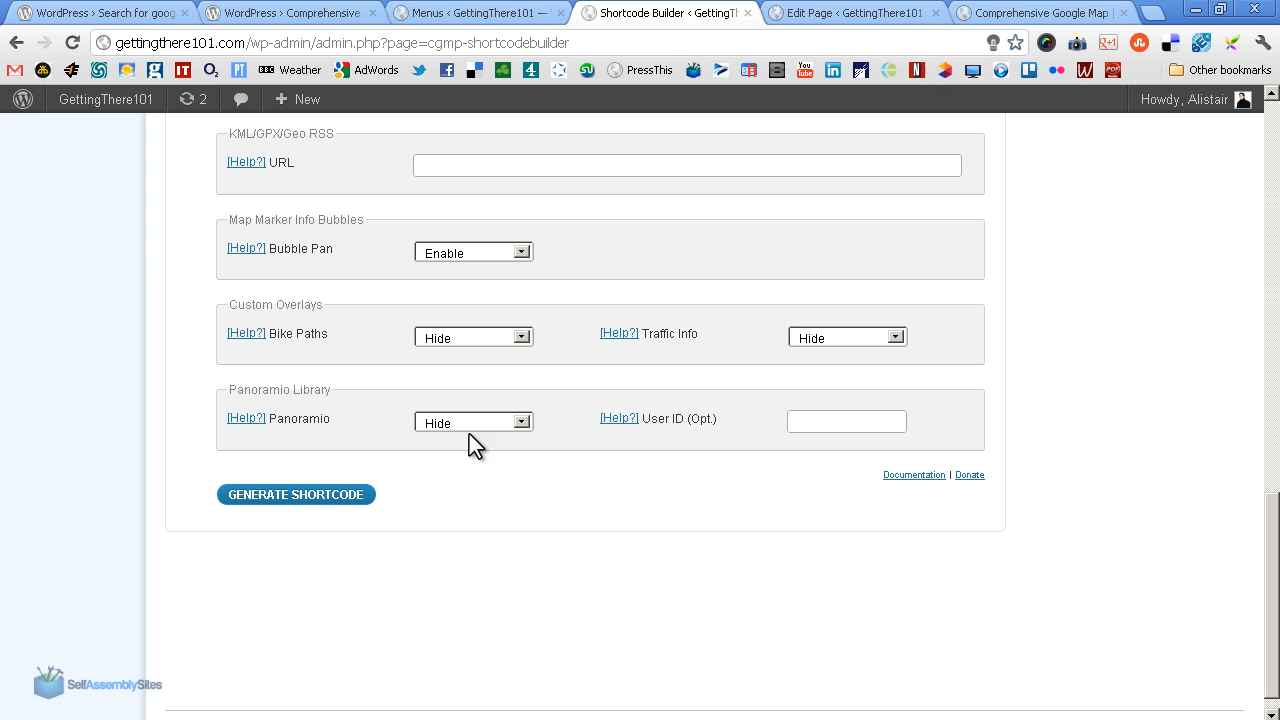 WordPress › Search for goog
WordPress › Comprehensive
Menus ‹ GettingThere101 — 
Shortcode Builder ‹ GettingTh
Edit Page ‹ GettingThere101
Comprehensive Google Map |
gettingthere101.com/wp-admin/admin.php?page=cgmp-shortcodebuilder
Weather
AdWords
PressThis
Other bookmarks
GettingThere101
2
New
Howdy, Alistair
KML/GPX/Geo RSS
[Help?] URL
Map Marker Info Bubbles
[Help?] Bubble Pan Enable
Custom Overlays
[Help?] Bike Paths Hide [Help?] Traffic Info Hide
Panoramio Library
[Help?] Panoramio Hide [Help?] User ID (Opt.)
Documentation | Donate
GENERATE SHORTCODE
SelfAssemblySites